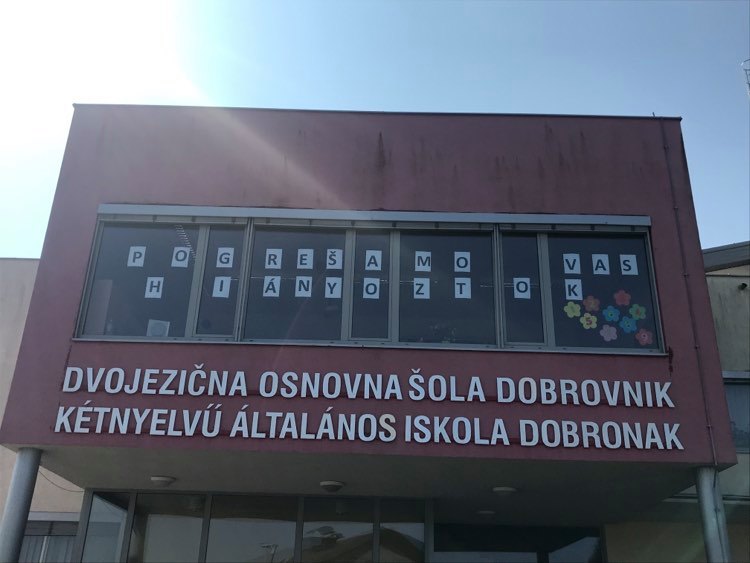 POGREŠAMO VAS
HIÁNYOZTOK
DVOJEZIČNA OSNOVNA ŠOLA DOBROVNIK
KÉTNYELVŰ ÁLTALÁNOS ISKOLA DOBRONAK